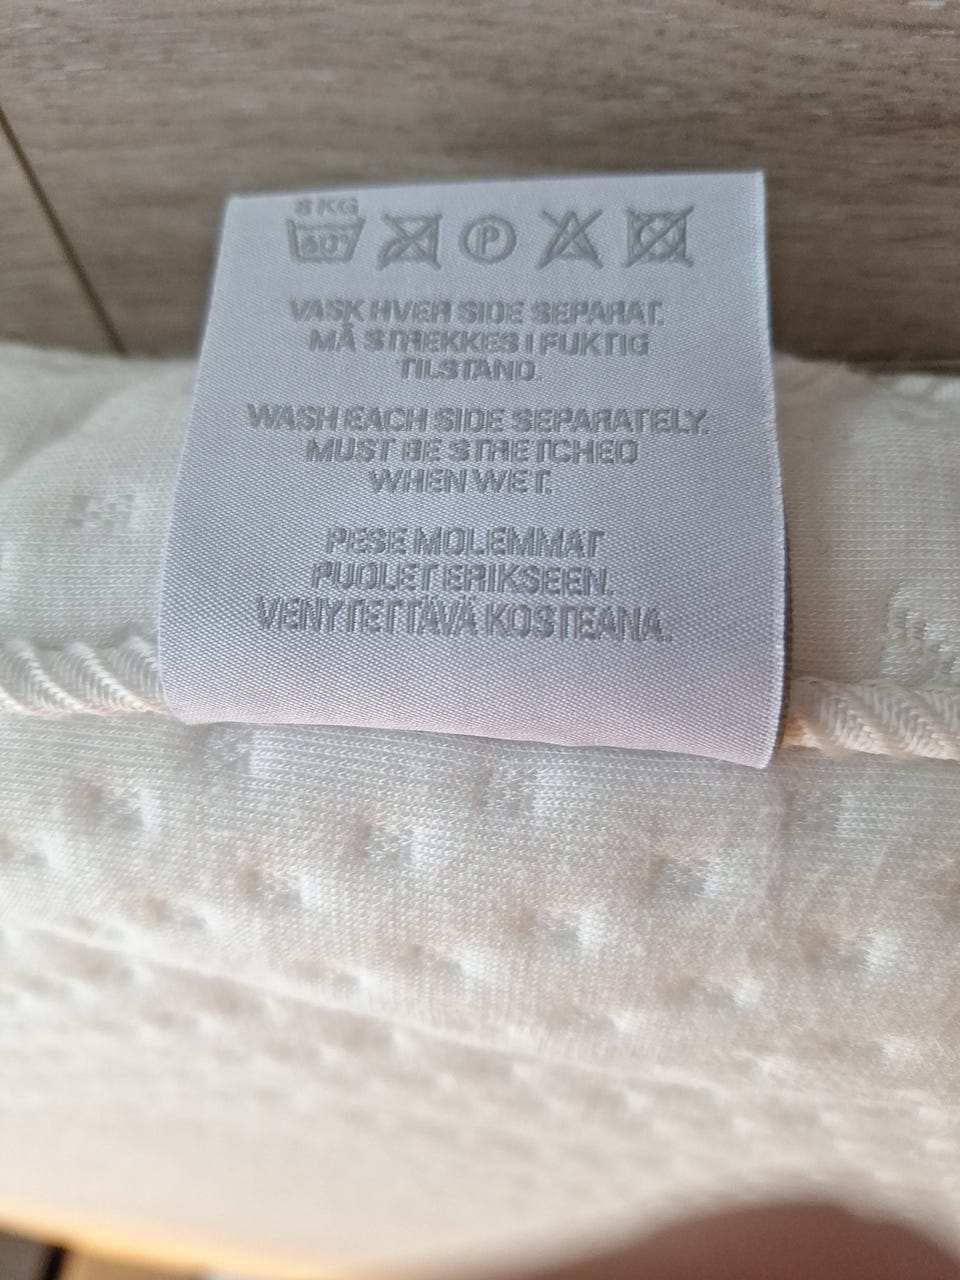 8 KG
60°
P
VASK HVER SIDE SEPARAT.
MÅ STREKKES I FUKTIG
TILSTAND.
WASH EACH SIDE SEPARATELY.
MUST BE STRETCHED
WHEN WET.
PESE MOLEMMAT
PUOLET ERIKSEEN.
VENYTETTÄVÄ KOSTEANA.